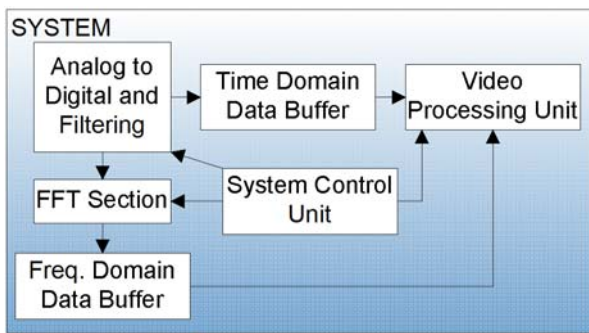 SYSTEM
Analog to
Digital and
Filtering
Time Domain
Data Buffer
Video
Processing Unit
FFT Section
System Control
Unit
Freq. Domain
Data Buffer